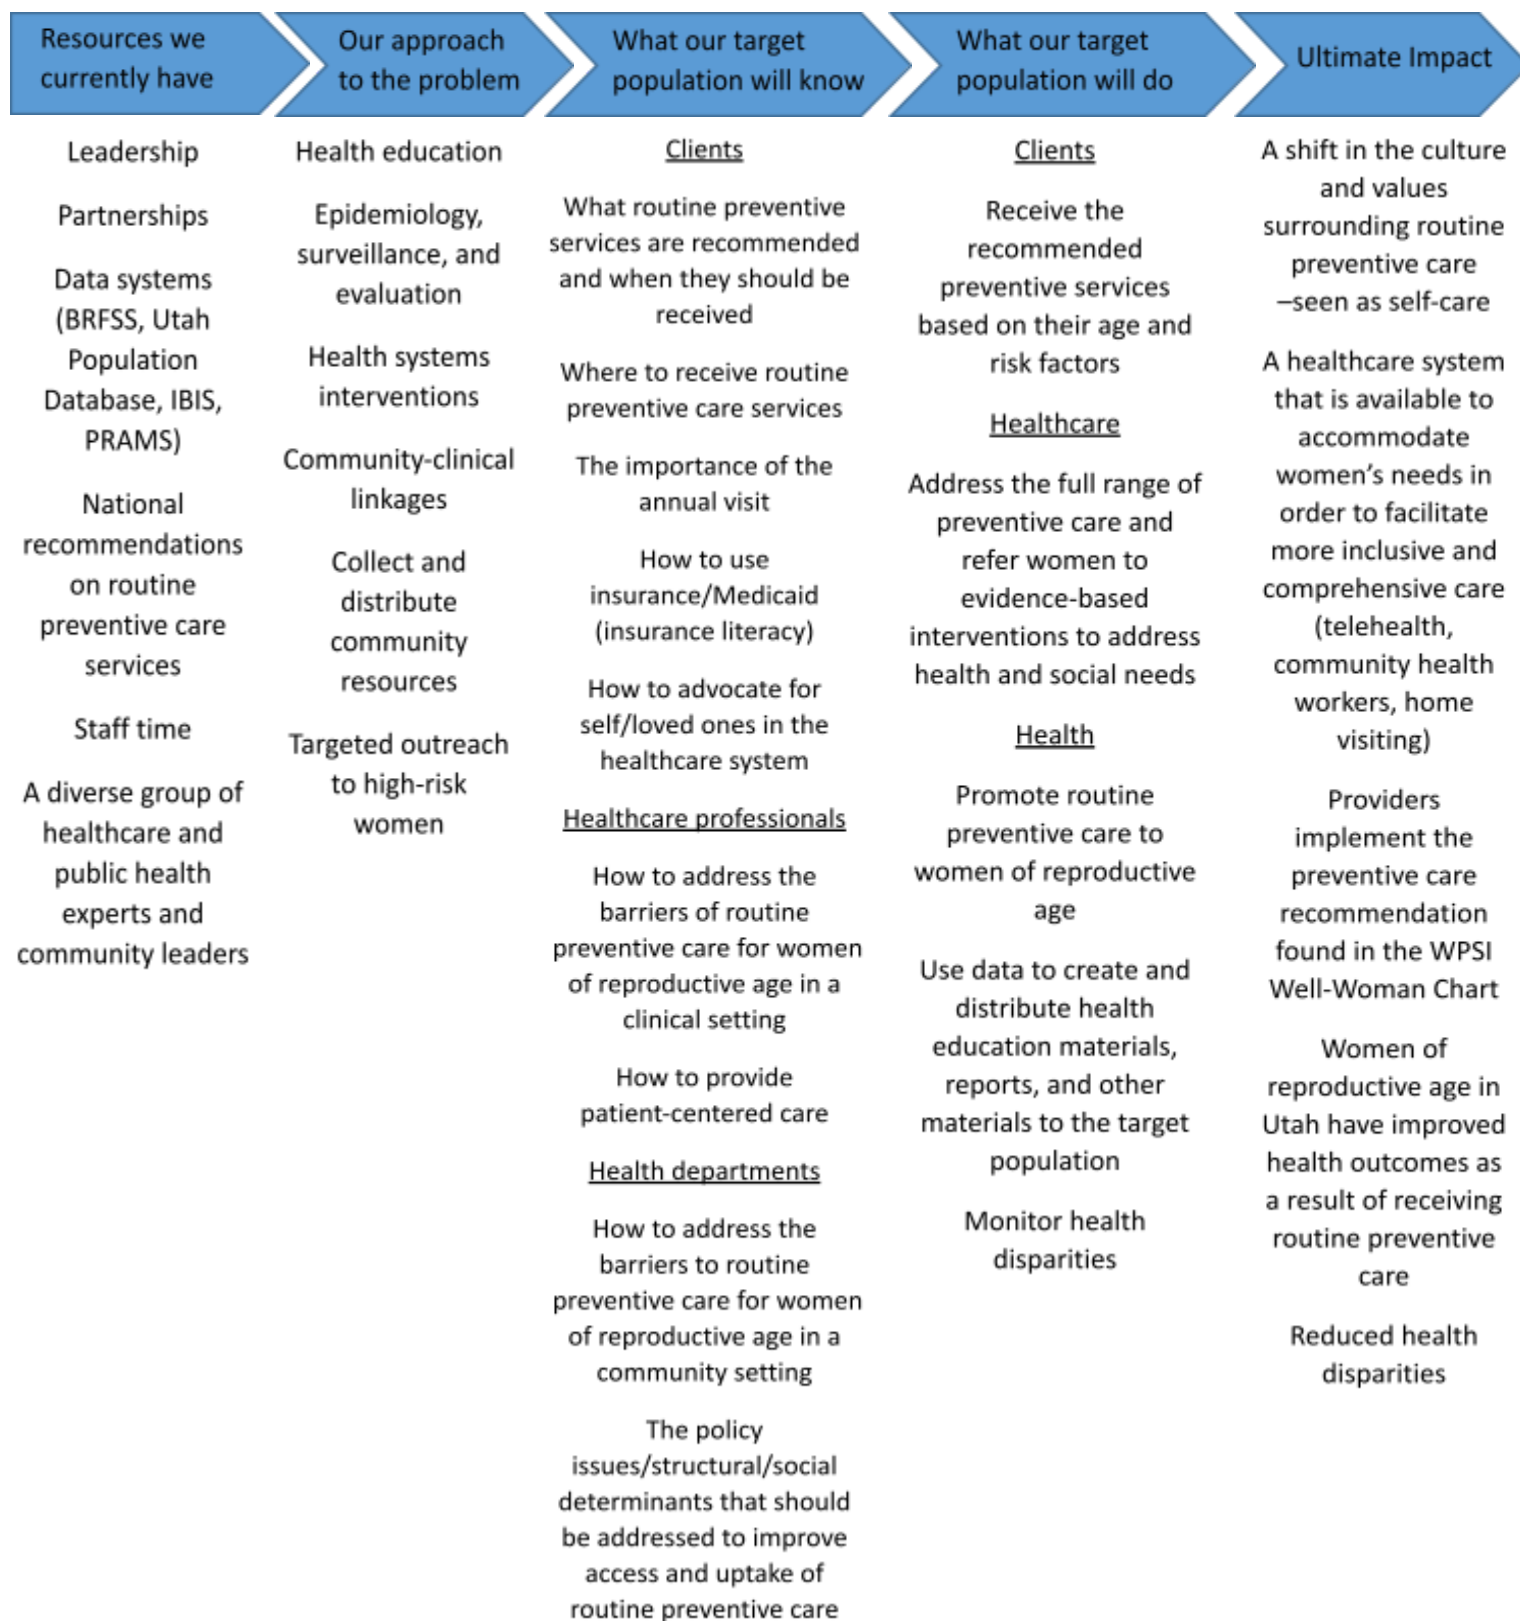 Resources we
currently have
Our approach
to the problem
What our target
population will know
What our target
population will do
Ultimate Impact
Leadership
Partnerships
Data systems
(BRFSS, Utah
Population
Database, IBIS,
PRAMS)
National
recommendations
on routine
preventive care
services
Staff time
A diverse group of
healthcare and
public health
experts and
community leaders
Health education
Epidemiology,
surveillance, and
evaluation
Health systems
interventions
Community-clinical
linkages
Collect and
distribute
community
resources
Targeted outreach
to high-risk
women
Clients
What routine preventive
services are recommended
and when they should be
received
Where to receive routine
preventive care services
The importance of the
annual visit
How to use
insurance/Medicaid
(insurance literacy)
How to advocate for
self/loved ones in the
healthcare system
Healthcare professionals
How to address the
barriers of routine
preventive care for women
of reproductive age in a
clinical setting
How to provide
patient-centered care
Health departments
How to address the
barriers to routine
preventive care for women
of reproductive age in a
community setting
The policy
issues/structural/social
determinants that should
be addressed to improve
access and uptake of
routine preventive care
Clients
Receive the
recommended
preventive services
based on their age and
risk factors
Healthcare
Address the full range of
preventive care and
refer women to
evidence-based
interventions to address
health and social needs
Health
Promote routine
preventive care to
women of reproductive
age
Use data to create and
distribute health
education materials,
reports, and other
materials to the target
population
Monitor health
disparities
A shift in the culture
and values
surrounding routine
preventive care
–seen as self-care
A healthcare system
that is available to
accommodate
women’s needs in
order to facilitate
more inclusive and
comprehensive care
(telehealth,
community health
workers, home
visiting)
Providers
implement the
preventive care
recommendation
found in the WPSI
Well-Woman Chart
Women of
reproductive age in
Utah have improved
health outcomes as
a result of receiving
routine preventive
care
Reduced health
disparities